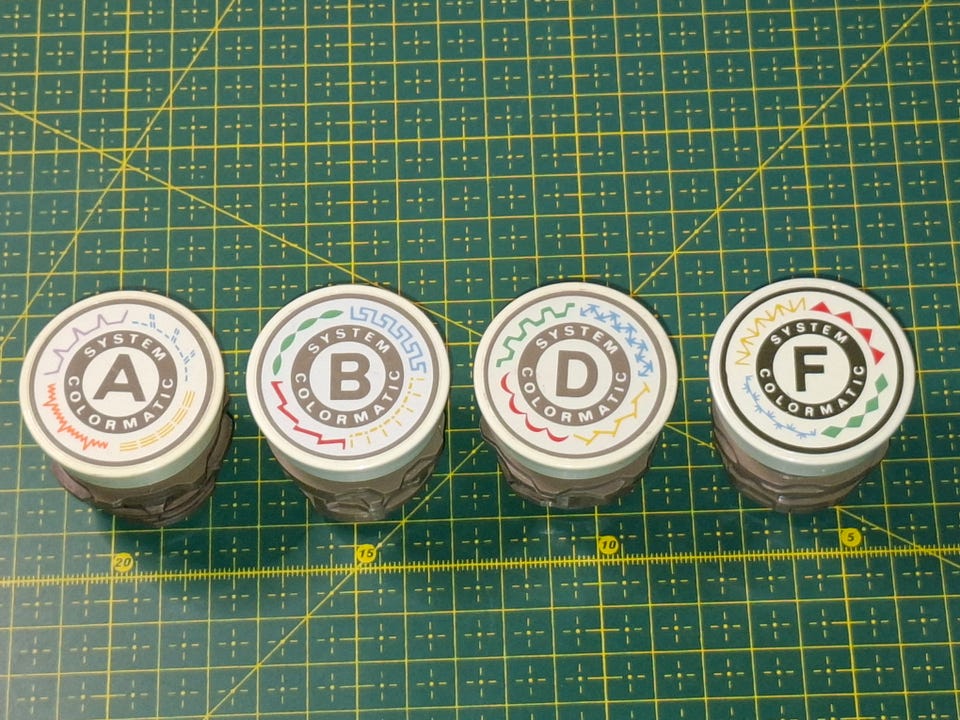 SYSTEM
A
COLORMATIC
SYSTEM
B
COLORMATIC
SYSTEM
D
COLORMATIC
SYSTEM
F
COLORMATIC
20
15
10
5